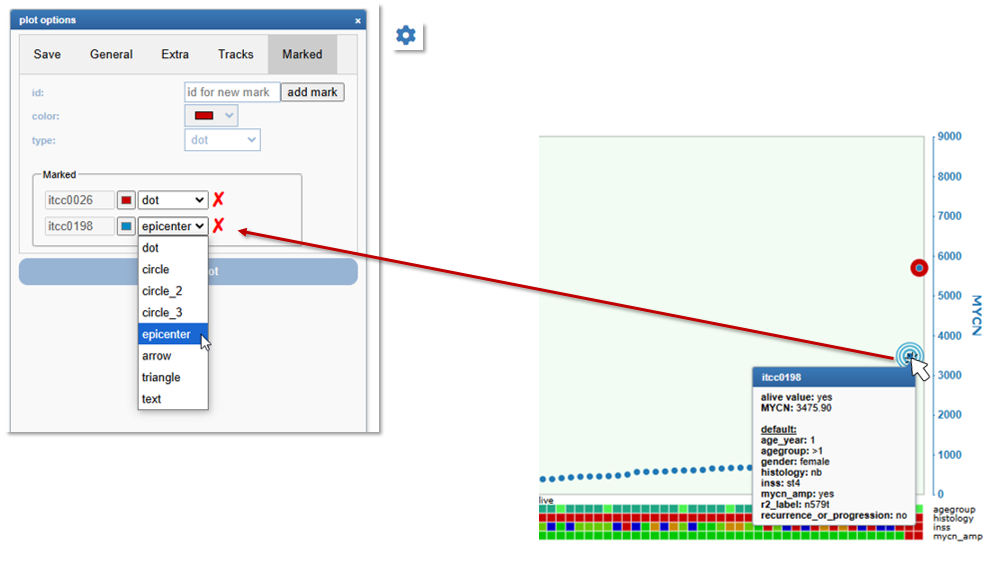 plot options x
Save General Extra Tracks Marked
id: id for new mark add mark
color:
type: dot
Marked
itcc0026 dot X
itcc0198 epicenter X
dot
circle
ot
circle_2
circle_3
epicenter
arrow
triangle
text
9000
8000
7000
6000
5000
4000
3000
2000
1000
0
MYCN
itcc0198
alive value: yes
MYCN: 3475.90
default:
age_year: 1
agegroup: >1
gender: female
histology: nb
inss: st4
mycn_amp: yes
r2_label: n579t
recurrence_or_progression: no
live
agegroup
histology
inss
mycn_amp